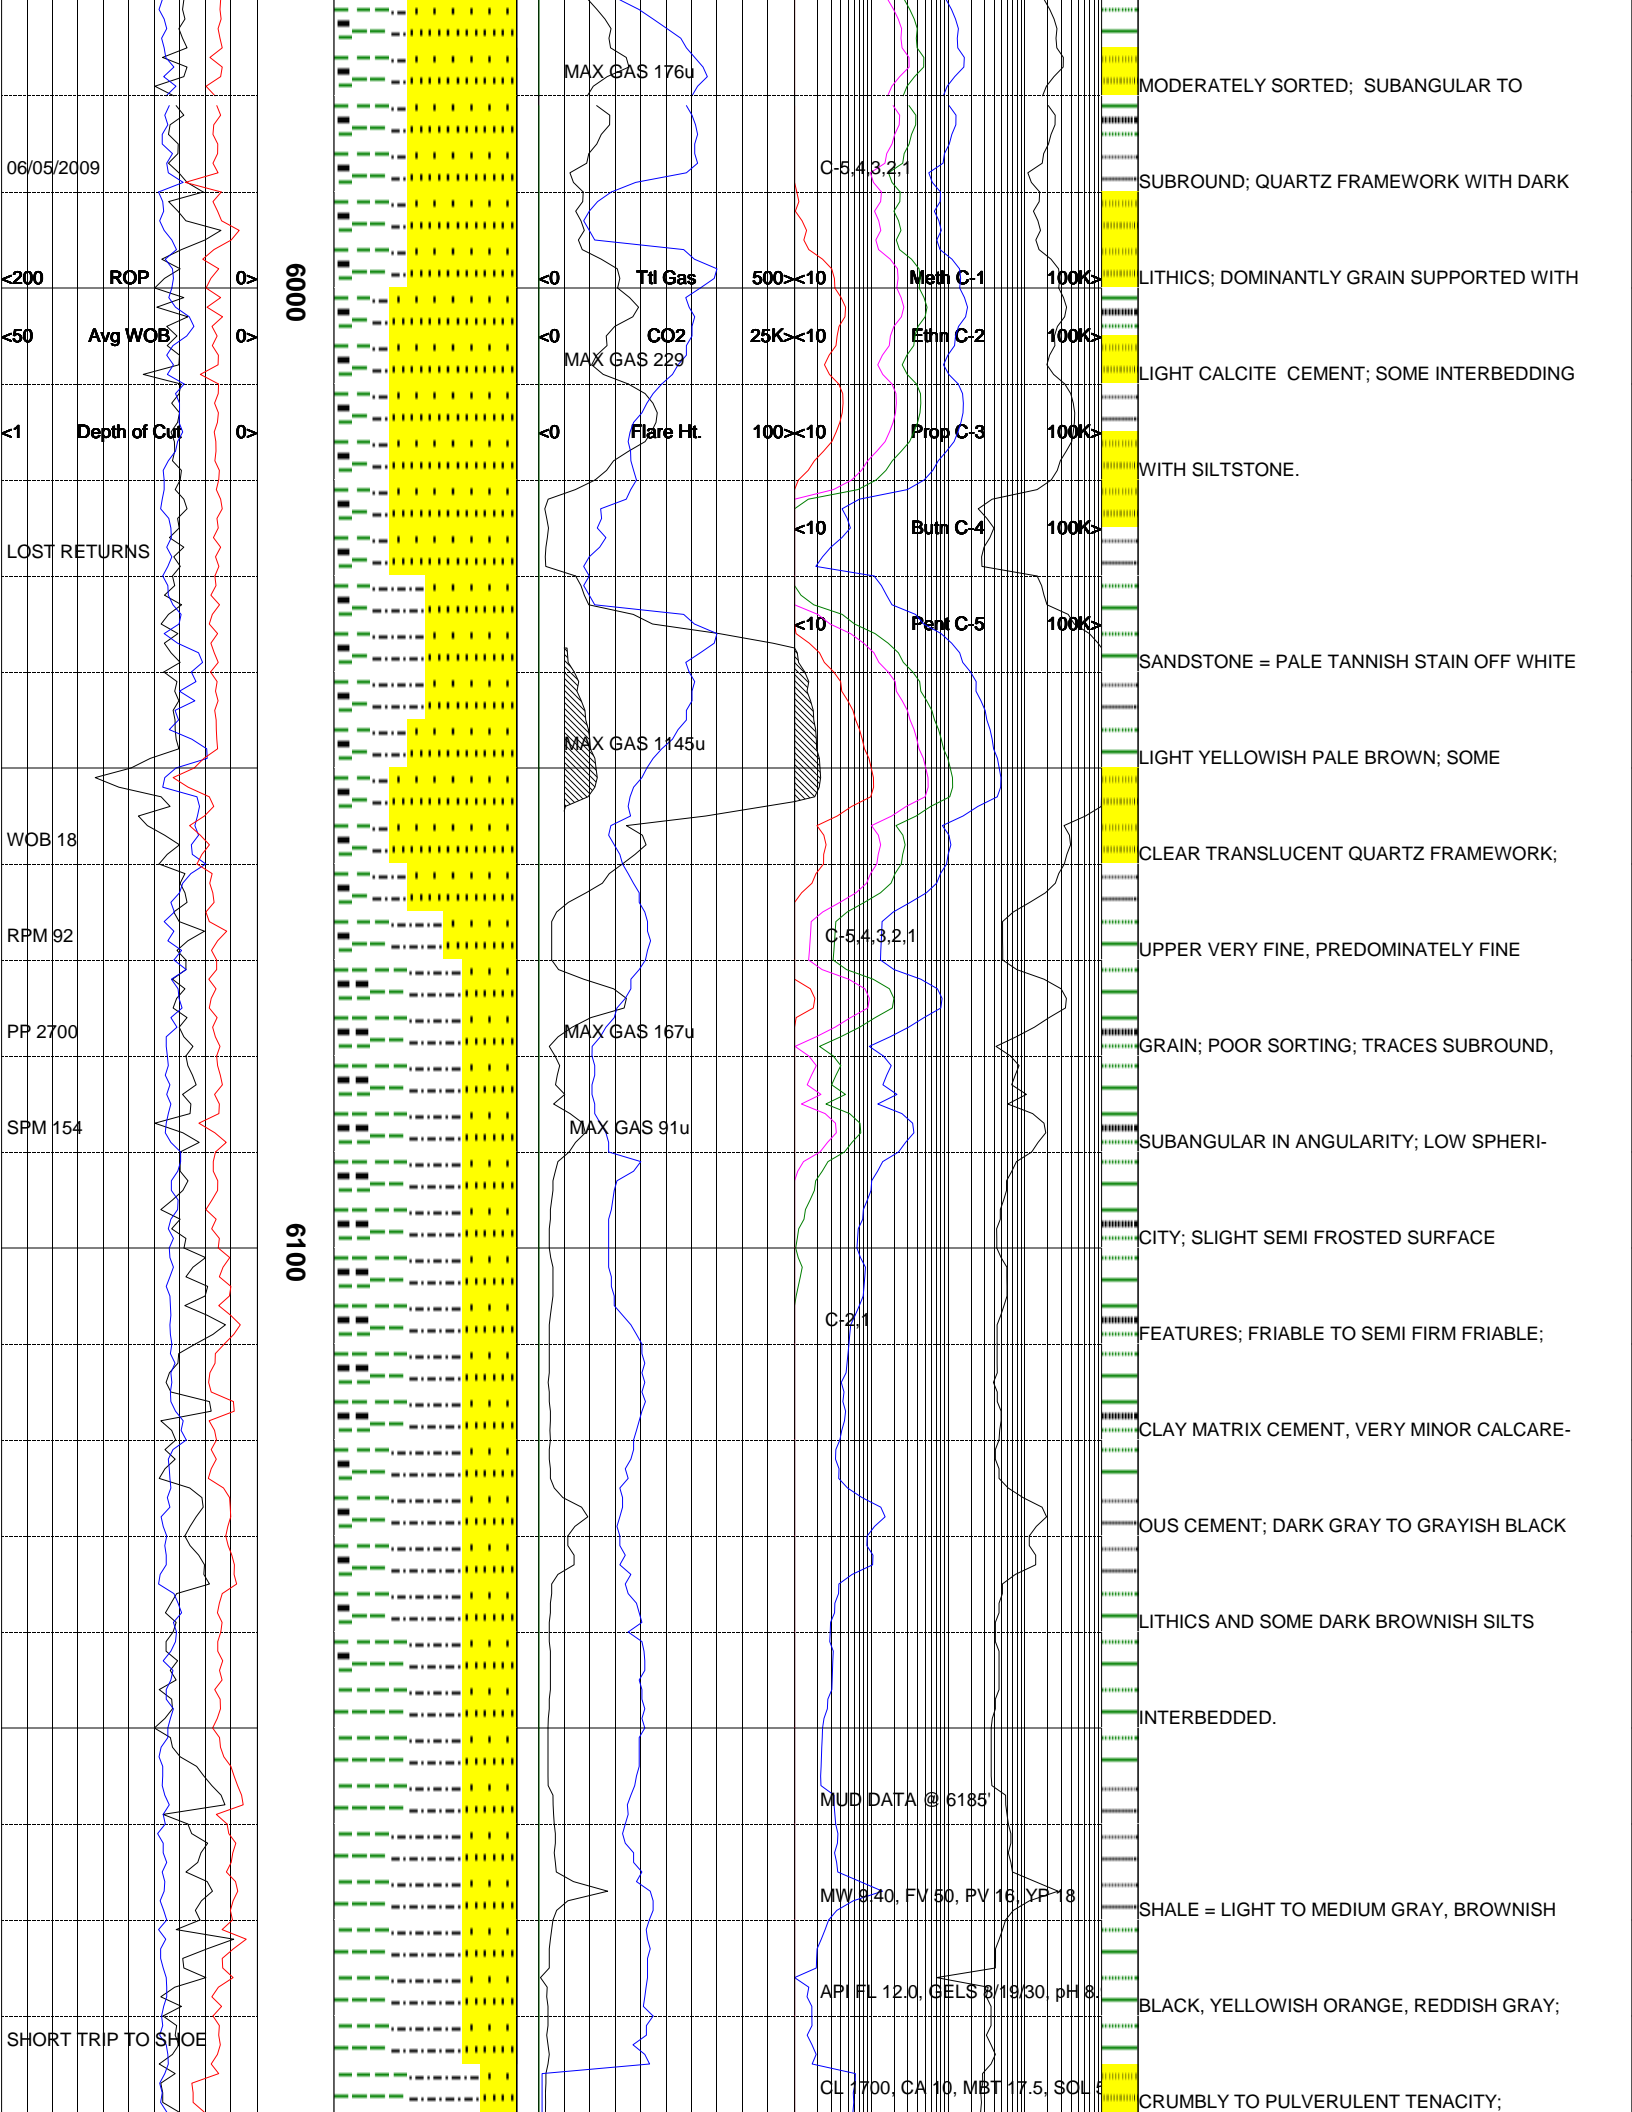 MAX GAS 176u
MODERATELY SORTED;  SUBANGULAR TO
06/05/2009
C-5,4,3,2,1
SUBROUND; QUARTZ FRAMEWORK WITH DARK
<200 ROP 0>
6000
<0 Ttl Gas 500>
<10 Meth C-1 100K>
LITHICS; DOMINANTLY GRAIN SUPPORTED WITH
<50 Avg WOB 0>
<0 CO2 25K>
<10 Ethn C-2 100K>
MAX GAS 229
LIGHT CALCITE  CEMENT; SOME INTERBEDDING
<1 Depth of Cut 0>
<0 Flare Ht. 100>
<10 Prop C-3 100K>
WITH SILTSTONE.
<10 Butn C-4 100K>
LOST RETURNS
<10 Pent C-5 100K>
SANDSTONE = PALE TANNISH STAIN OFF WHITE
MAX GAS 1145u
LIGHT YELLOWISH PALE BROWN; SOME
WOB 18
CLEAR TRANSLUCENT QUARTZ FRAMEWORK;
RPM 92
C-5,4,3,2,1
UPPER VERY FINE, PREDOMINATELY FINE
PP 2700
MAX GAS 167u
GRAIN; POOR SORTING; TRACES SUBROUND,
SPM 154
MAX GAS 91u
SUBANGULAR IN ANGULARITY; LOW SPHERI-
6100
CITY; SLIGHT SEMI FROSTED SURFACE
C-2,1
FEATURES; FRIABLE TO SEMI FIRM FRIABLE;
CLAY MATRIX CEMENT, VERY MINOR CALCARE-
OUS CEMENT; DARK GRAY TO GRAYISH BLACK
LITHICS AND SOME DARK BROWNISH SILTS
INTERBEDDED.
MUD DATA @ 6185'
MW 9.40, FV 50, PV 16, YP 18
SHALE = LIGHT TO MEDIUM GRAY, BROWNISH
API FL 12.0, GELS 8/19/30, pH 8.
BLACK, YELLOWISH ORANGE, REDDISH GRAY;
SHORT TRIP TO SHOE
CL 1700, CA 10, MBT 17.5, SOL
CRUMBLY TO PULVERULENT TENACITY;